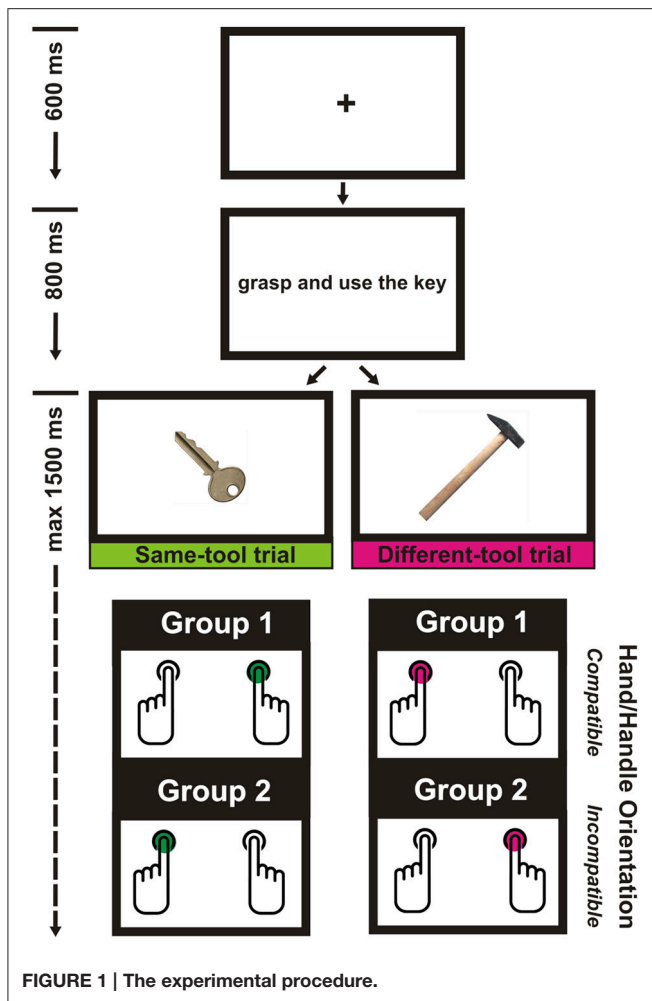 600 ms
+
800 ms
grasp and use the key
max 1500 ms
Same-tool trial
Different-tool trial
Group 1
Group 1
Compatible
Group 2
Group 2
Incompatible
Hand/Handle Orientation
FIGURE 1 | The experimental procedure.